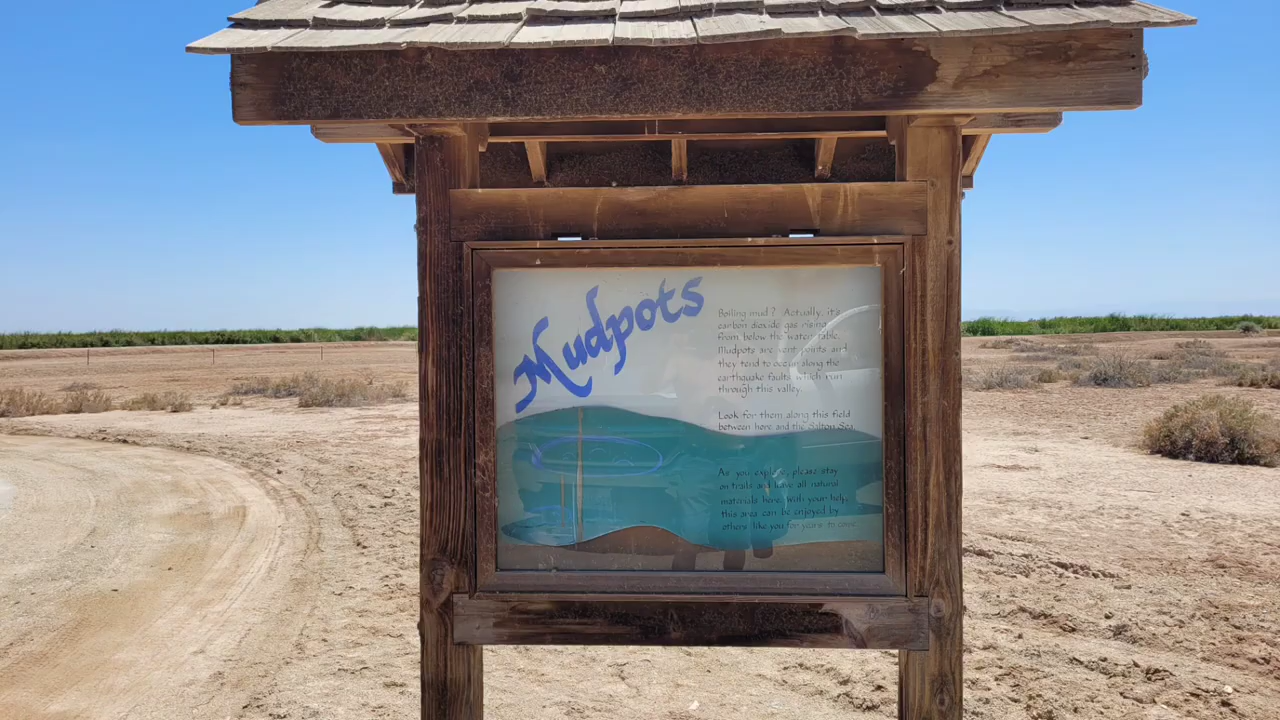 Mudpots
Boiling mud? Actually, it's
carbon dioxide gas rising
from below the water table.
Mudpots are vent points and
they tend to occur along the
earthquake faults which run
through this valley.
Look for them along this field
between here and the Salton Sea.
As you explore, please stay
on trails and leave all natural
materials here. With your help,
this area can be enjoyed by
others like you for years to come.